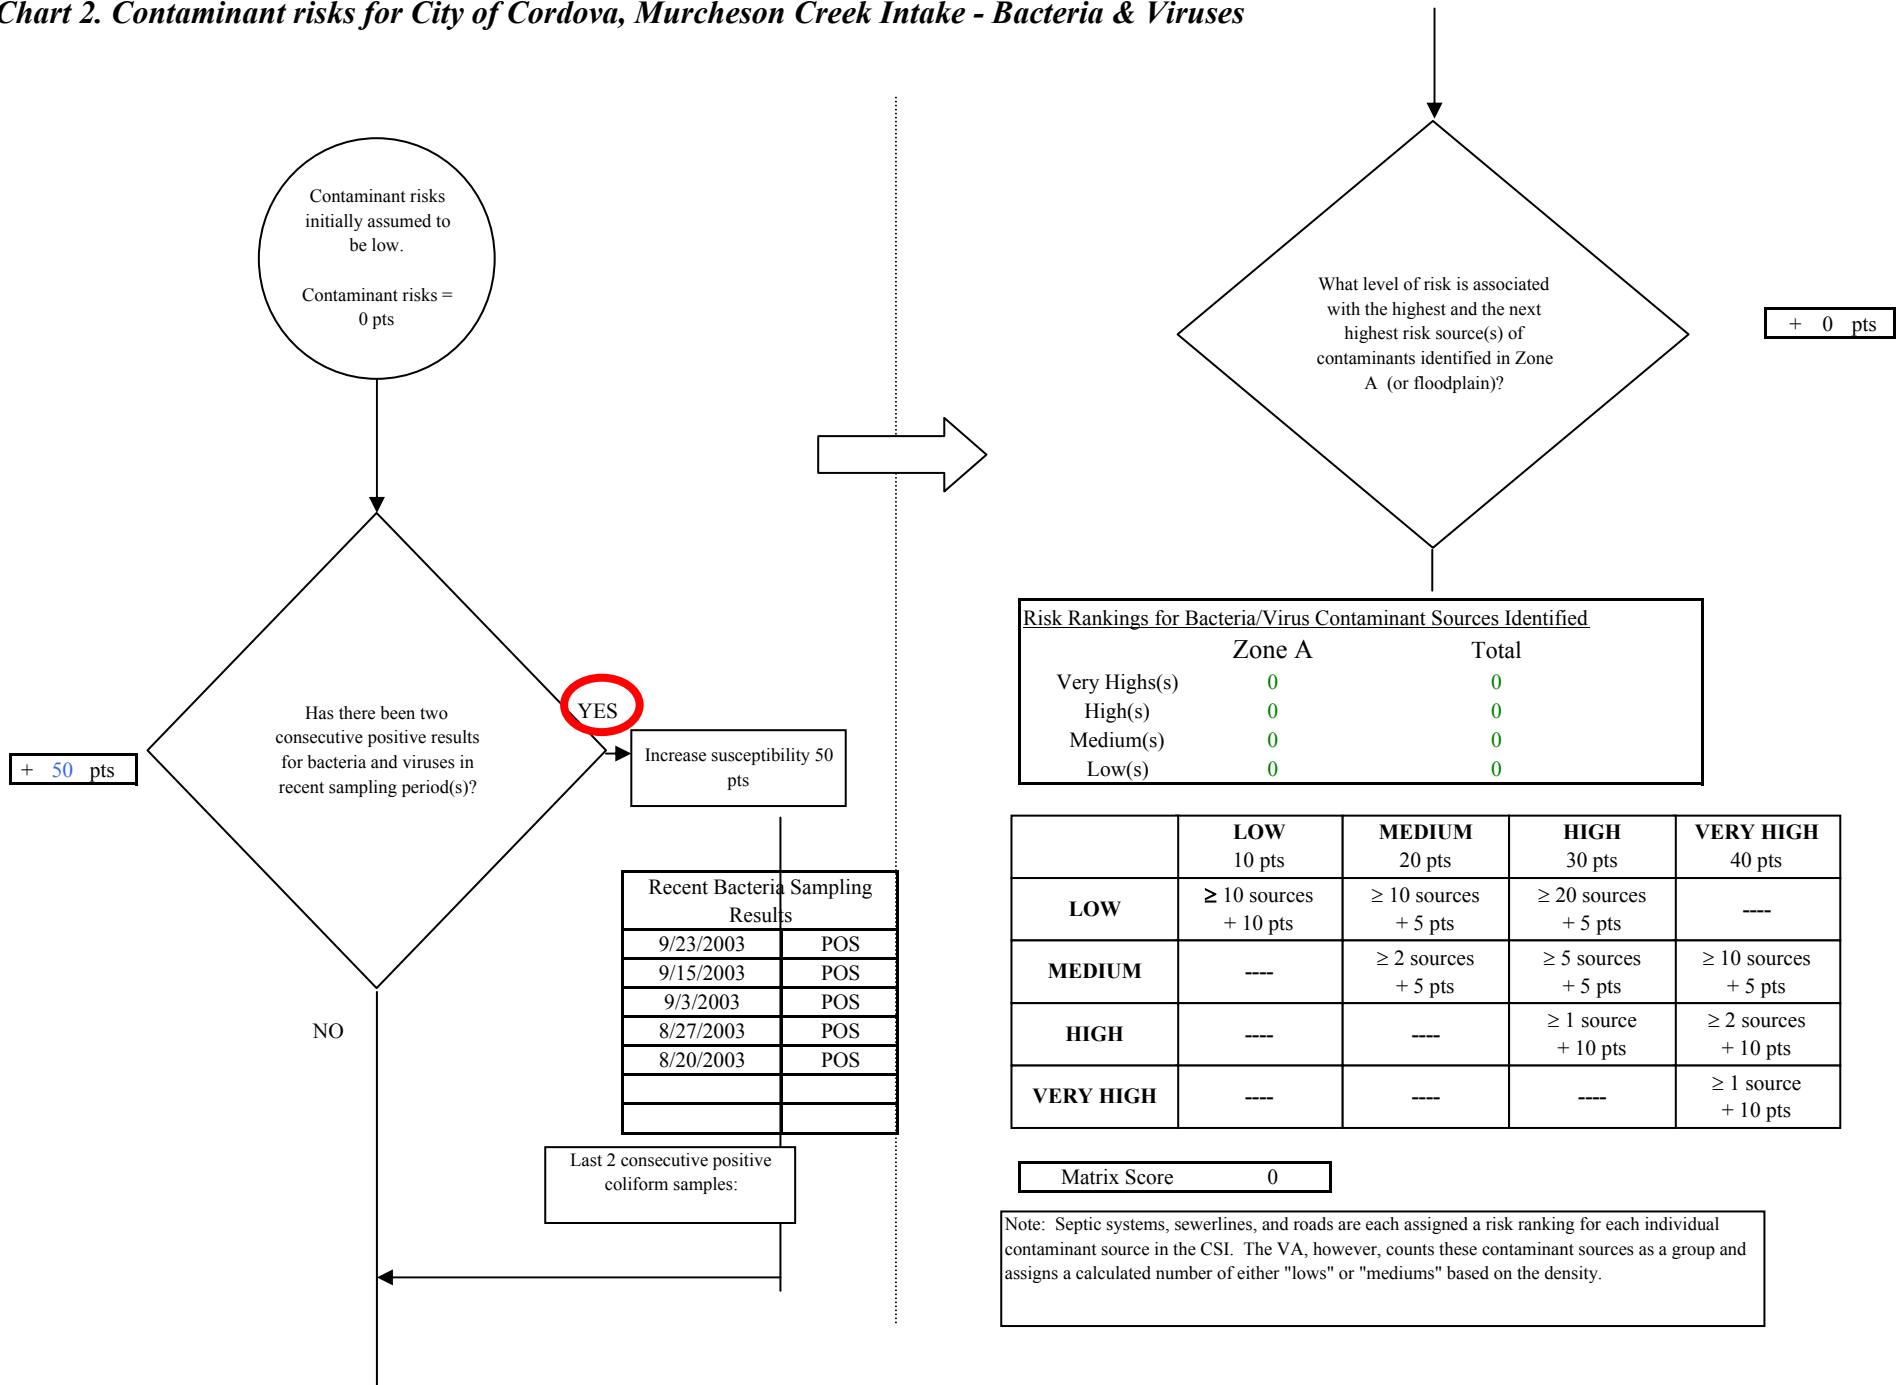 Chart 2. Contaminant risks for City of Cordova, Murcheson Creek Intake - Bacteria & Viruses
Contaminant risks
initially assumed to
be low.
Contaminant risks =
0 pts
Has there been two
consecutive positive results
for bacteria and viruses in
recent sampling period(s)?
+ 50 pts
YES
Increase susceptibility 50
pts
Recent Bacteria Sampling
Results
9/23/2003 POS
9/15/2003 POS
9/3/2003 POS
8/27/2003 POS
8/20/2003 POS
NO
Last 2 consecutive positive
coliform samples:
What level of risk is associated
with the highest and the next
highest risk source(s) of
contaminants identified in Zone
A (or floodplain)?
+ 0 pts
Risk Rankings for Bacteria/Virus Contaminant Sources Identified
Zone A Total
Very Highs(s) 0 0
High(s) 0 0
Medium(s) 0 0
Low(s) 0 0
LOW MEDIUM HIGH VERY HIGH
10 pts 20 pts 30 pts 40 pts
LOW ≥ 10 sources ≥ 10 sources ≥ 20 sources ----
+ 10 pts + 5 pts + 5 pts
MEDIUM ---- ≥ 2 sources ≥ 5 sources ≥ 10 sources
+ 5 pts + 5 pts + 5 pts
HIGH ---- ---- ≥ 1 source ≥ 2 sources
+ 10 pts + 10 pts
VERY HIGH ---- ---- ---- ≥ 1 source
+ 10 pts
Matrix Score 0
Note: Septic systems, sewerlines, and roads are each assigned a risk ranking for each individual
contaminant source in the CSI. The VA, however, counts these contaminant sources as a group and
assigns a calculated number of either "lows" or "mediums" based on the density.